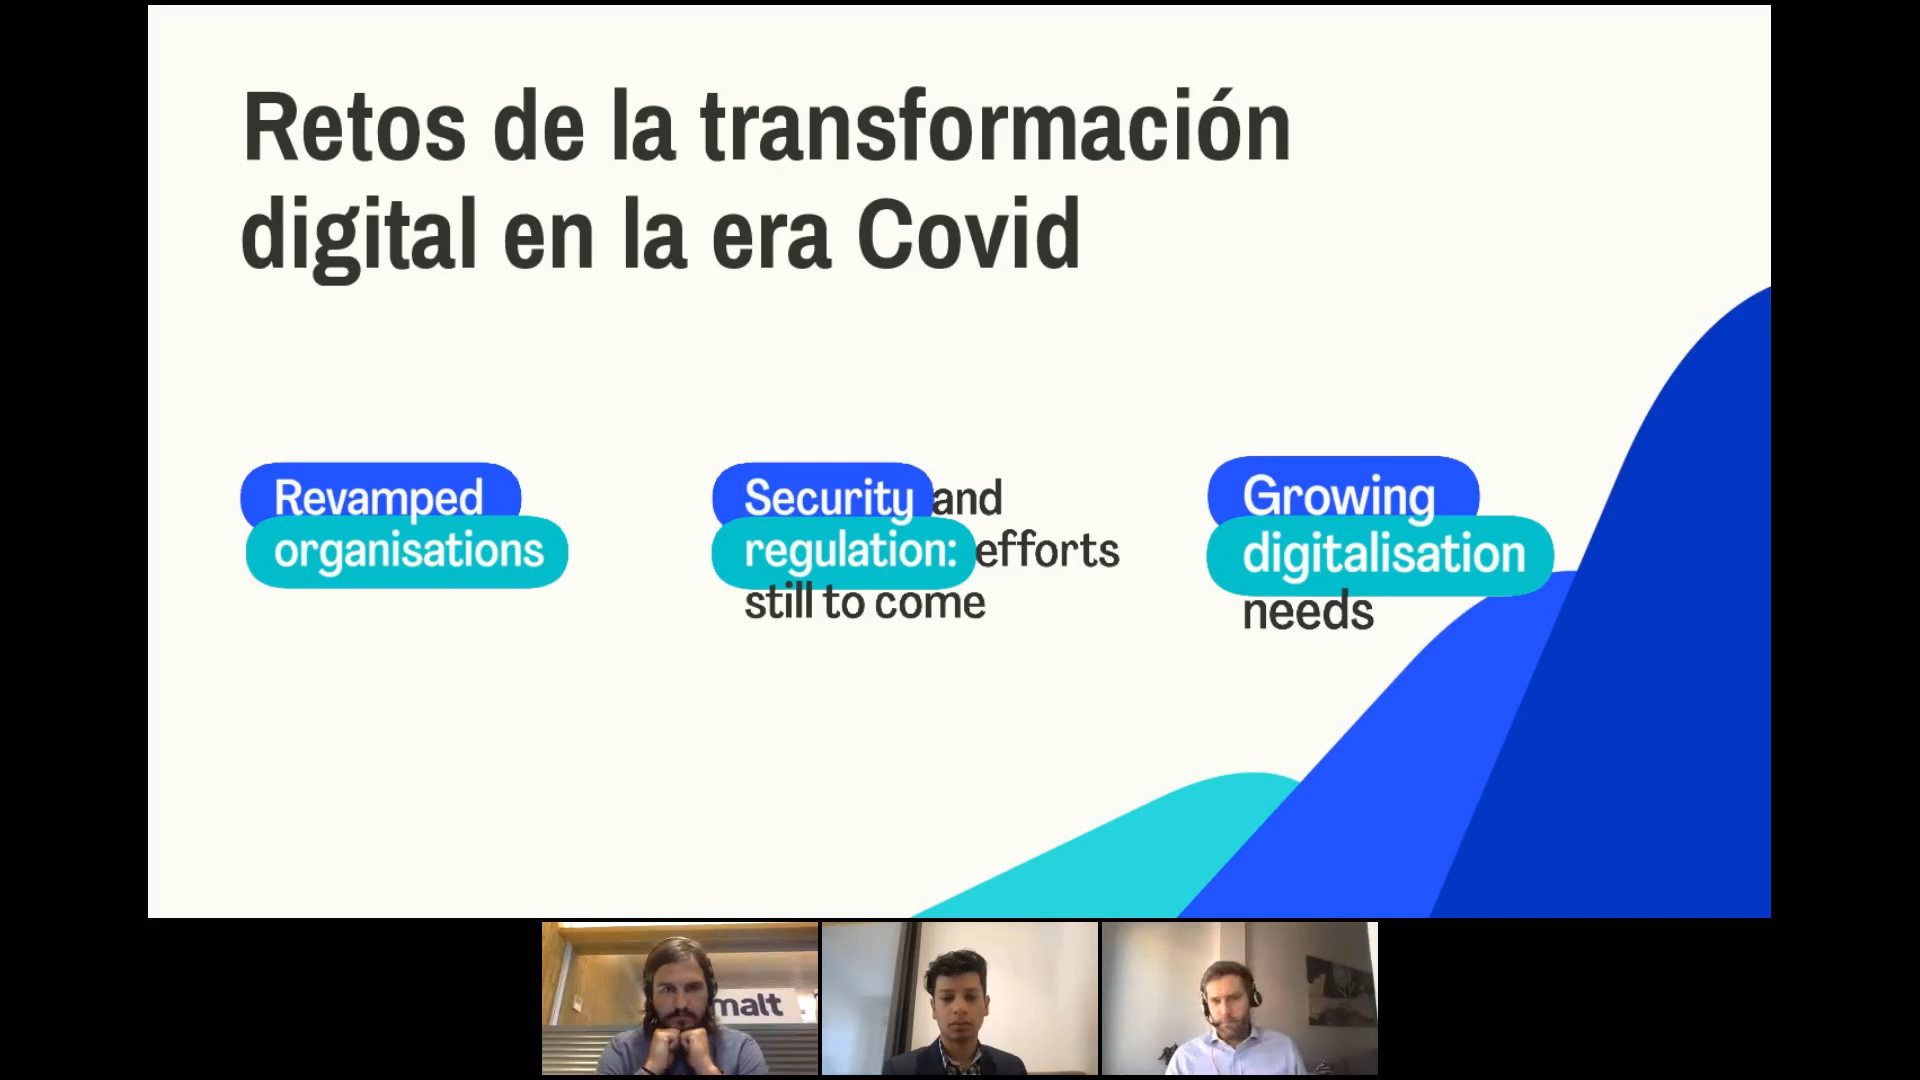 Retos de la transformación
digital en la era Covid
Revamped
organisations
Security and
regulation: efforts
still to come
Growing
digitalisation
needs
malt